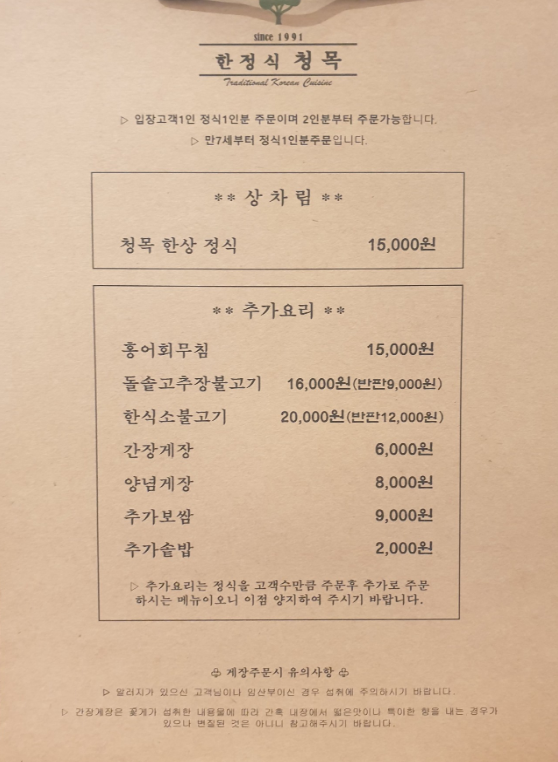 since 1991
한정식 청목
Traditional Korean Cuisine
▷ 입장고객1인 정식1인분 주문이며 2인분부터 주문가능합니다.
▷ 만7세부터 정식1인분주문입니다.
** 상차림 **
청목 한상 정식 15,000원
** 추가요리 **
홍어회무침 15,000원
돌솥고추장불고기 16,000원(반판9,000원)
한식소불고기 20,000원(반판12,000원)
간장게장 6,000원
양념게장 8,000원
추가보쌈 9,000원
추가솥밥 2,000원
▷ 추가요리는 정식을 고객수만큼 주문후 추가로 주문
하시는 메뉴이오니 이점 양지하여 주시기 바랍니다.
♧ 게장주문시 유의사항 ♧
▷ 알러지가 있으신 고객님이나 임산부이신 경우 섭취에 주의하시기 바랍니다.
▷ 간장게장은 꽃게가 섭취한 내용물에 따라 간혹 내장에서 떫은맛이나 특이한 향을 내는 경우가
있으나 변질된 것은 아니니 참고해주시기 바랍니다.